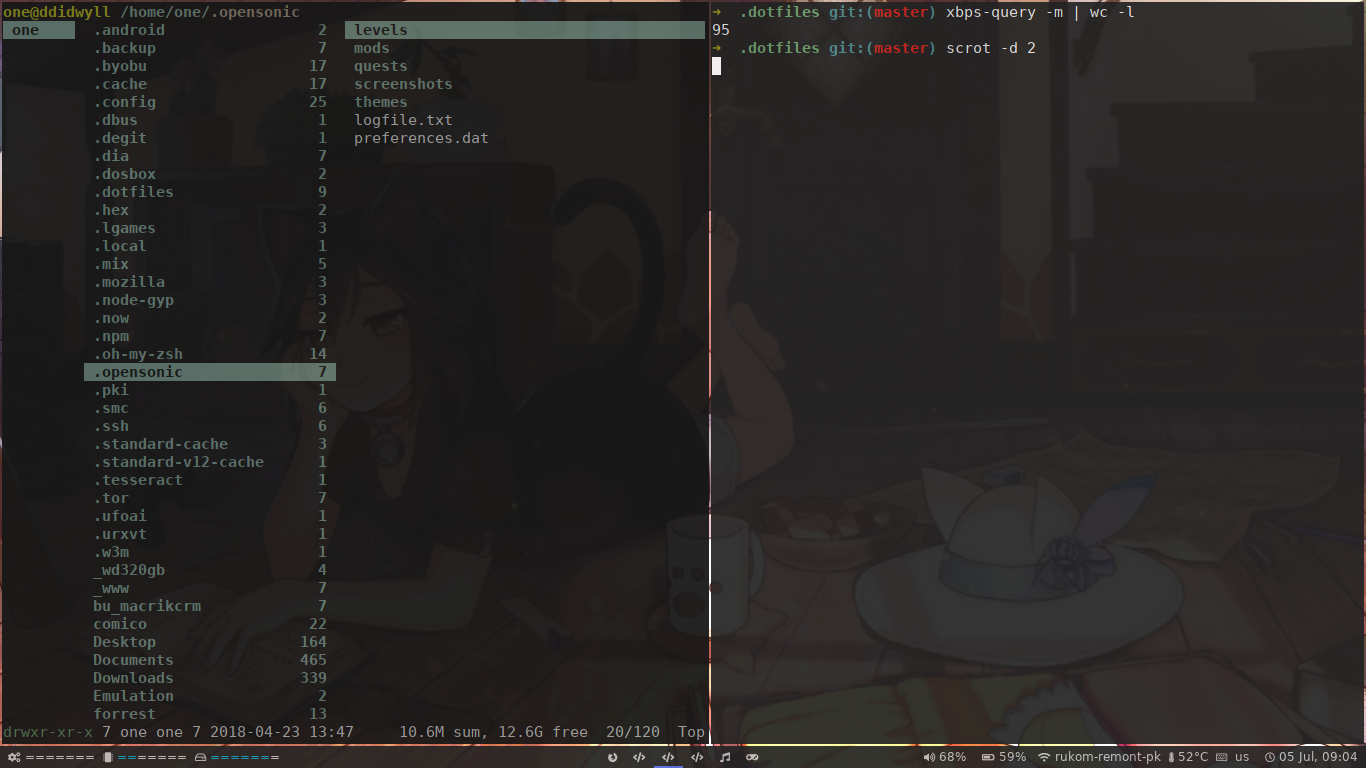 one@ddidwyll /home/one/.opensonic
one
.android 2
.backup 7
.byobu 17
.cache 17
.config 25
.dbus 1
.degit 1
.dia 7
.dosbox 2
.dotfiles 9
.hex 2
.lgames 3
.local 1
.mix 5
.mozilla 3
.node-gyp 3
.now 2
.npm 7
.oh-my-zsh 14
.opensonic 7
.pki 1
.smc 6
.ssh 6
.standard-cache 3
.standard-v12-cache 1
.tesseract 1
.tor 7
.ufoai 1
.urxvt 1
.w3m 1
_wd320gb 4
_www 7
bu_macrikcrm 7
comico 22
Desktop 164
Documents 465
Downloads 339
Emulation 2
forrest 13
levels
mods
quests
screenshots
themes
logfile.txt
preferences.dat
drwxr-xr-x 7 one one 7 2018-04-23 13:47 10.6M sum, 12.6G free 20/120 Top
➜ .dotfiles git:(master) xbps-query -m | wc -l
95
➜ .dotfiles git:(master) scrot -d 2
======= ======= ======= 68% 59% rukom-remont-pk 52°C us 05 Jul, 09:04